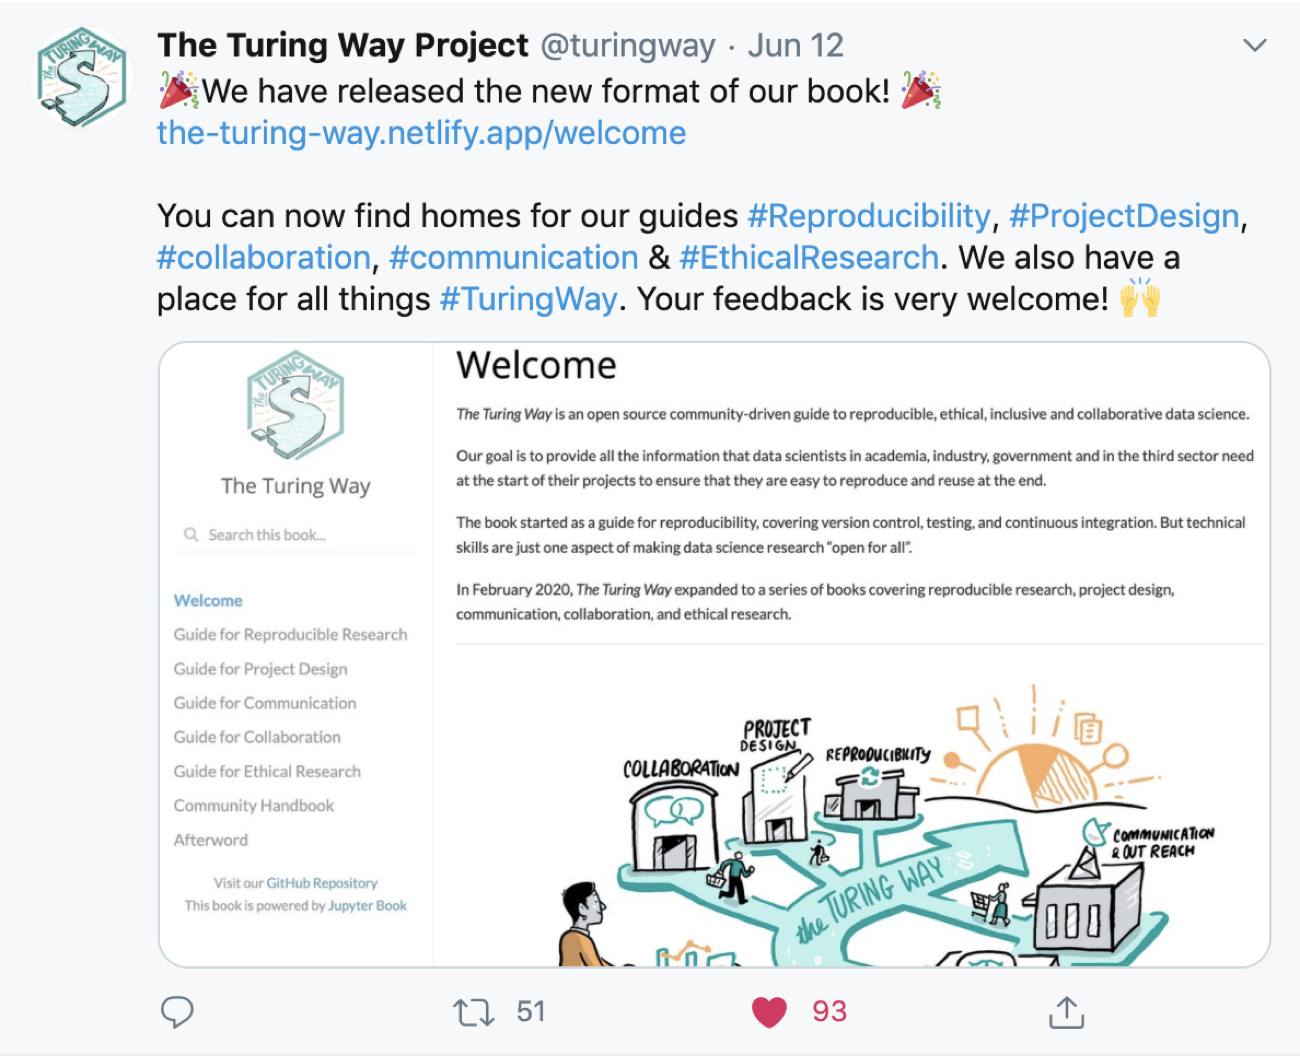 The Turing Way Project @turingway · Jun 12
🎉We have released the new format of our book! 🎉
the-turing-way.netlify.app/welcome
You can now find homes for our guides #Reproducibility, #ProjectDesign,
#collaboration, #communication & #EthicalResearch. We also have a
place for all things #TuringWay. Your feedback is very welcome! 🙌
The TURING WAY
The Turing Way
Search this book...
Welcome
Guide for Reproducible Research
Guide for Project Design
Guide for Communication
Guide for Collaboration
Guide for Ethical Research
Community Handbook
Afterword
Visit our GitHub Repository
This book is powered by Jupyter Book
Welcome
The Turing Way is an open source community-driven guide to reproducible, ethical, inclusive and collaborative data science.
Our goal is to provide all the information that data scientists in academia, industry, government and in the third sector need
at the start of their projects to ensure that they are easy to reproduce and reuse at the end.
The book started as a guide for reproducibility, covering version control, testing, and continuous integration. But technical
skills are just one aspect of making data science research "open for all".
In February 2020, The Turing Way expanded to a series of books covering reproducible research, project design,
communication, collaboration, and ethical research.
COLLABORATION
PROJECT
DESIGN
REPRODUCIBILITY
COMMUNICATION
& OUT REACH
the TURING WAY
51
93